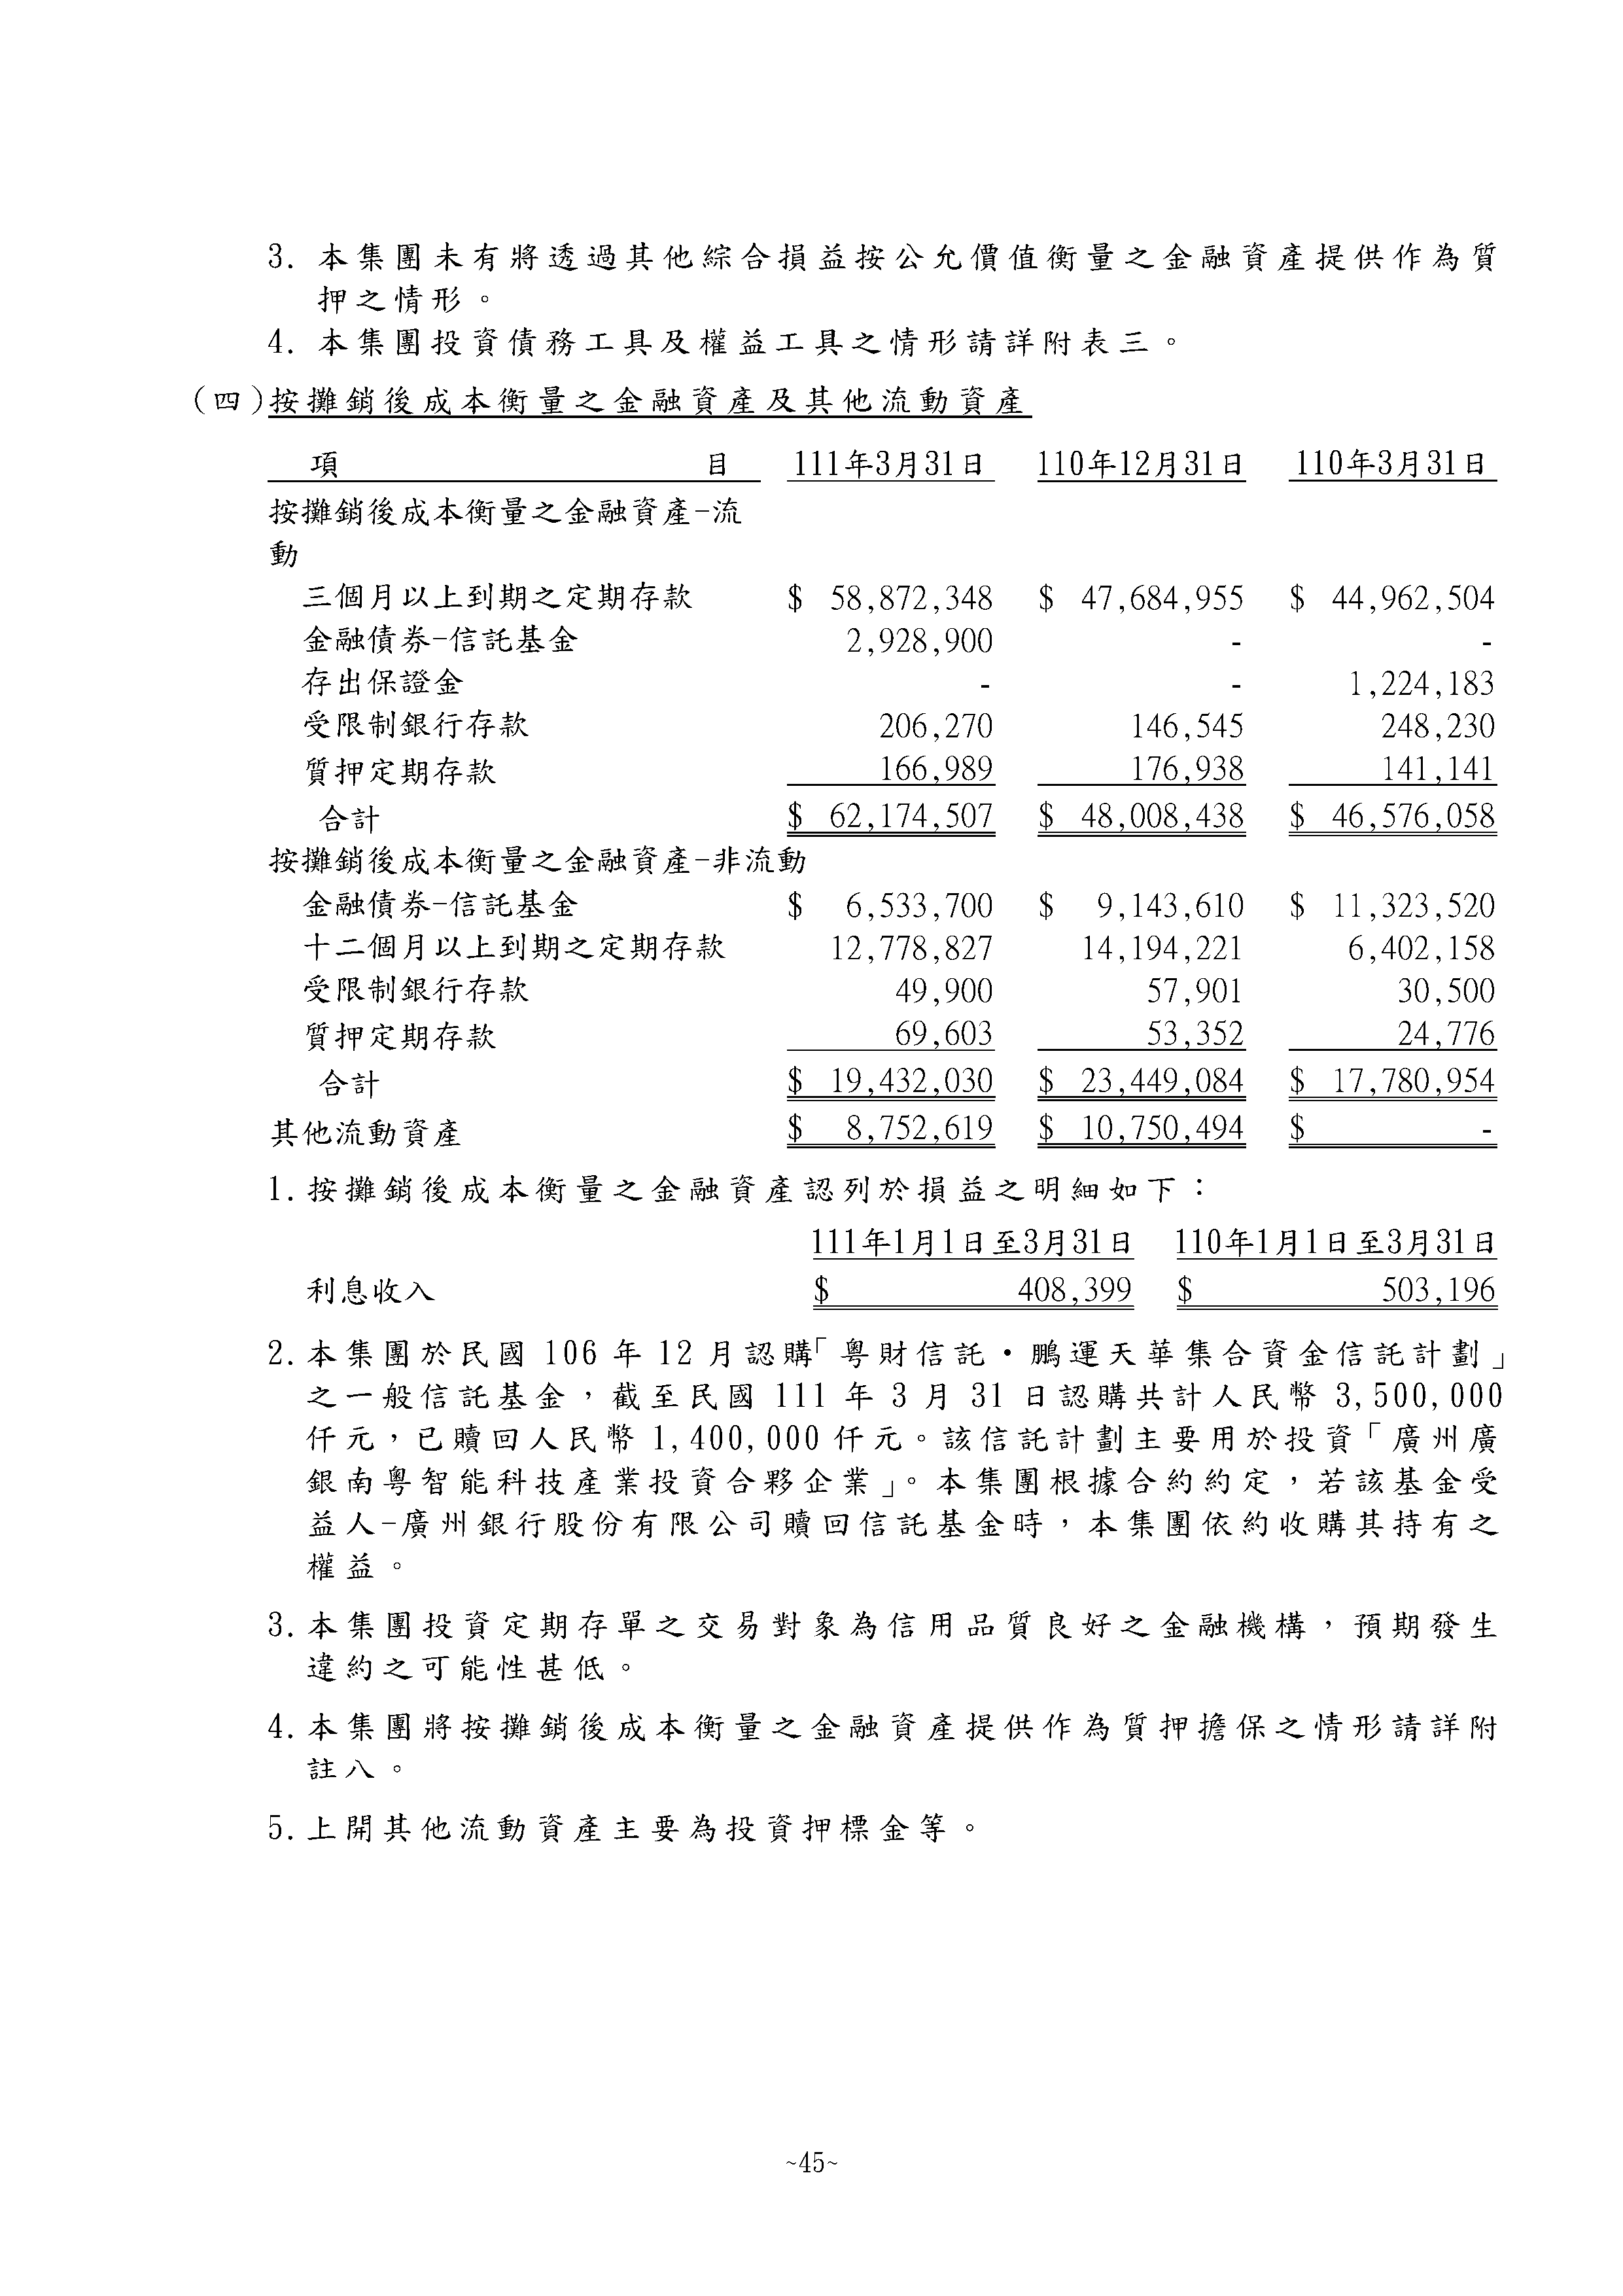 3. 本集團未有將透過其他綜合損益按公允價值衡量之金融資產提供作為質
押之情形。
4. 本集團投資債務工具及權益工具之情形請詳附表三。
(四)按攤銷後成本衡量之金融資產及其他流動資產
項 目 111年3月31日 110年12月31日 110年3月31日
按攤銷後成本衡量之金融資產-流
動
三個月以上到期之定期存款 $ 58,872,348 $ 47,684,955 $ 44,962,504
金融債券-信託基金 2,928,900 - -
存出保證金 - - 1,224,183
受限制銀行存款 206,270 146,545 248,230
質押定期存款 166,989 176,938 141,141
合計 $ 62,174,507 $ 48,008,438 $ 46,576,058
按攤銷後成本衡量之金融資產-非流動
金融債券-信託基金 $ 6,533,700 $ 9,143,610 $ 11,323,520
十二個月以上到期之定期存款 12,778,827 14,194,221 6,402,158
受限制銀行存款 49,900 57,901 30,500
質押定期存款 69,603 53,352 24,776
合計 $ 19,432,030 $ 23,449,084 $ 17,780,954
其他流動資產 $ 8,752,619 $ 10,750,494 $ -
1.按攤銷後成本衡量之金融資產認列於損益之明細如下：
111年1月1日至3月31日 110年1月1日至3月31日
利息收入 $ 408,399 $ 503,196
2.本集團於民國 106 年 12 月認購「粵財信託‧鵬運天華集合資金信託計劃」
之一般信託基金，截至民國 111 年 3 月 31 日認購共計人民幣 3,500,000
仟元，已贖回人民幣 1,400,000 仟元。該信託計劃主要用於投資「廣州廣
銀南粵智能科技產業投資合夥企業」。本集團根據合約約定，若該基金受
益人-廣州銀行股份有限公司贖回信託基金時，本集團依約收購其持有之
權益。
3.本集團投資定期存單之交易對象為信用品質良好之金融機構，預期發生
違約之可能性甚低。
4.本集團將按攤銷後成本衡量之金融資產提供作為質押擔保之情形請詳附
註八。
5.上開其他流動資產主要為投資押標金等。
~45~